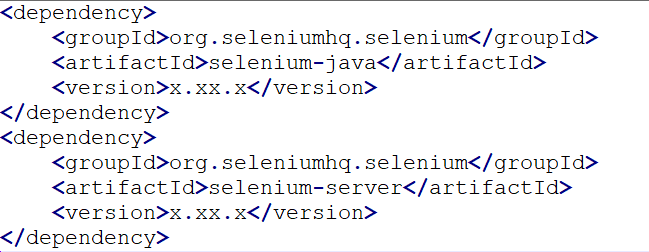 <dependency>
    <groupId>org.seleniumhq.selenium</groupId>
    <artifactId>selenium-java</artifactId>
    <version>x.xx.x</version>
</dependency>
<dependency>
    <groupId>org.seleniumhq.selenium</groupId>
    <artifactId>selenium-server</artifactId>
    <version>x.xx.x</version>
</dependency>